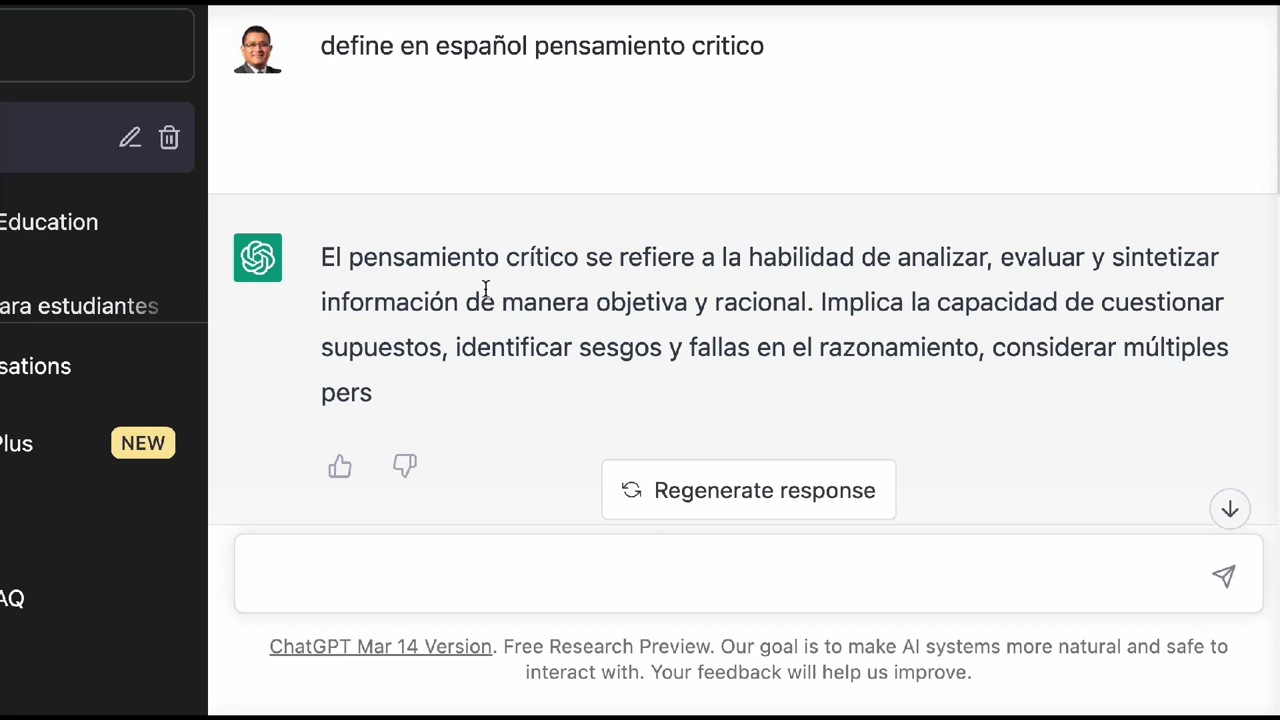 define en español pensamiento critico
Education
ara estudiantes
sations
Plus NEW
AQ
El pensamiento crítico se refiere a la habilidad de analizar, evaluar y sintetizar
información de manera objetiva y racional. Implica la capacidad de cuestionar
supuestos, identificar sesgos y fallas en el razonamiento, considerar múltiples
pers
Regenerate response
ChatGPT Mar 14 Version. Free Research Preview. Our goal is to make AI systems more natural and safe to
interact with. Your feedback will help us improve.